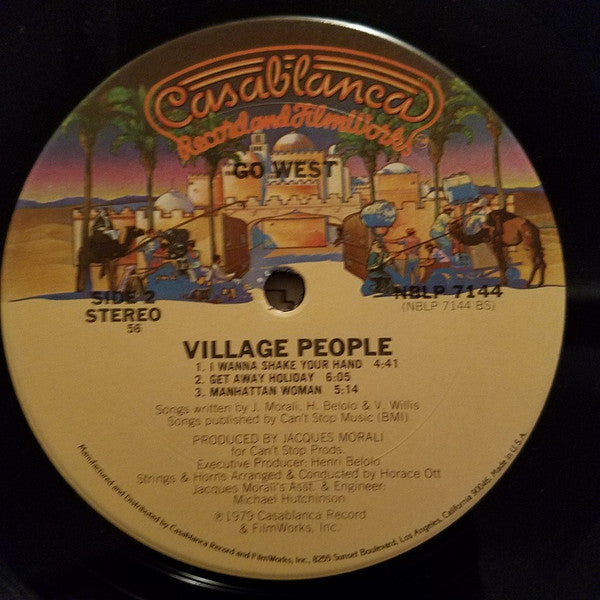 Casablanca
Record and FilmWorks
GO WEST
SIDE 2
STEREO
56
NBLP 7144
(NBLP 7144 BS)
VILLAGE PEOPLE
1. I WANNA SHAKE YOUR HAND 4:41
2. GET AWAY HOLIDAY 6:05
3. MANHATTAN WOMAN 5:14
Songs written by J. Morali, H. Belolo & V. Willis
Songs published by Can't Stop Music (BMI)
PRODUCED BY JACQUES MORALI
for Can't Stop Prods.
Executive Producer: Henri Belolo
Strings & Horns Arranged & Conducted by Horace Ott
Jacques Morali's Asst. & Engineer:
Michael Hutchinson
℗1979 Casablanca Record
& FilmWorks, Inc.
Manufactured and Distributed by Casablanca Record and FilmWorks, Inc., 8255 Sunset Boulevard, Los Angeles, California 90046, Made in U.S.A.